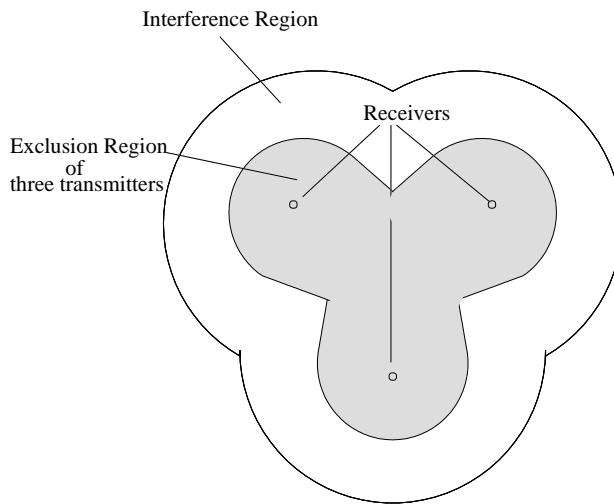 Interference Region
Receivers
Exclusion Region
of
three transmitters